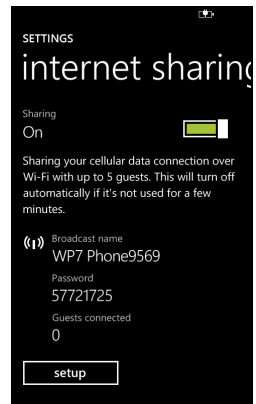 SETTINGS
internet sharing
Sharing
On
Sharing your cellular data connection over
Wi-Fi with up to 5 guests. This will turn off
automatically if it's not used for a few
minutes.
Broadcast name
WP7 Phone9569
Password
57721725
Guests connected
0
setup